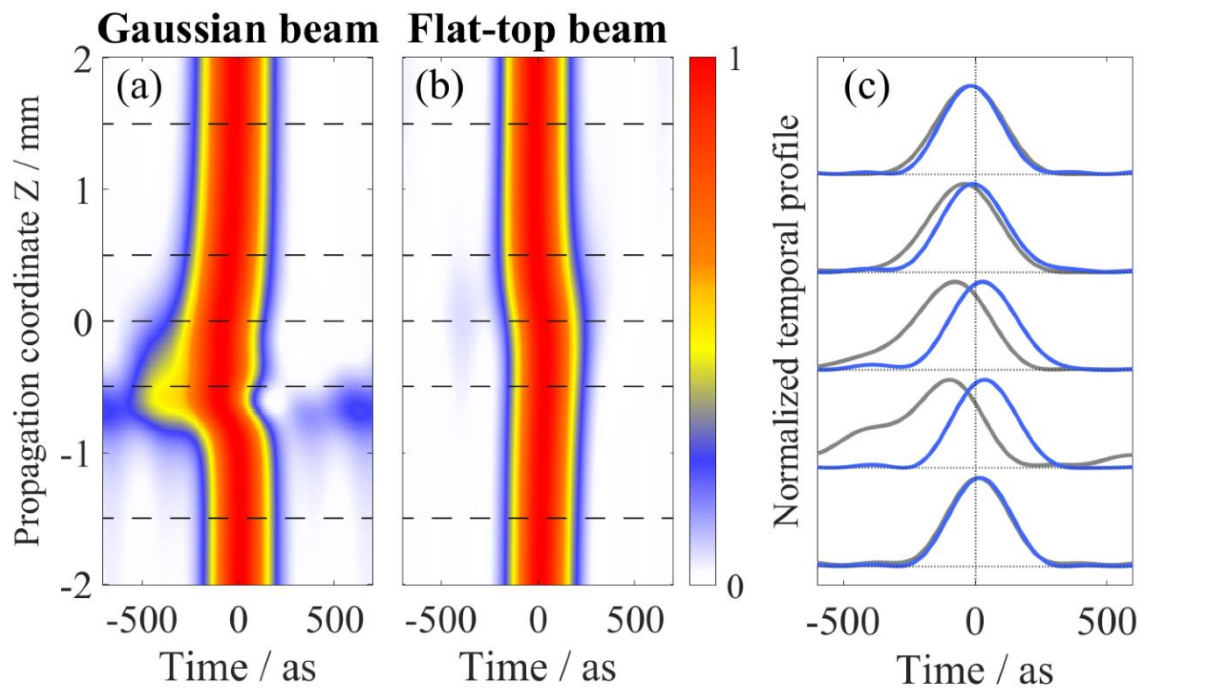 Gaussian beam Flat-top beam
(a) (b) (c)
2
1
0
-1
-2
Propagation coordinate Z / mm
1
0
Normalized temporal profile
-500 0 500 -500 0 500 -500 0 500
Time / as Time / as Time / as